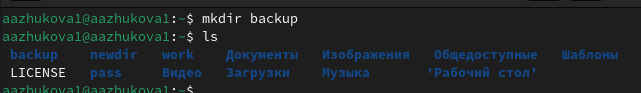 aazhukova1@aazhukova1:~$ mkdir backup
aazhukova1@aazhukova1:~$ ls
backup newdir work Документы Изображения Общедоступные Шаблоны
LICENSE pass Видео Загрузки Музыка 'Рабочий стол'
aazhukova1@aazhukova1:~$